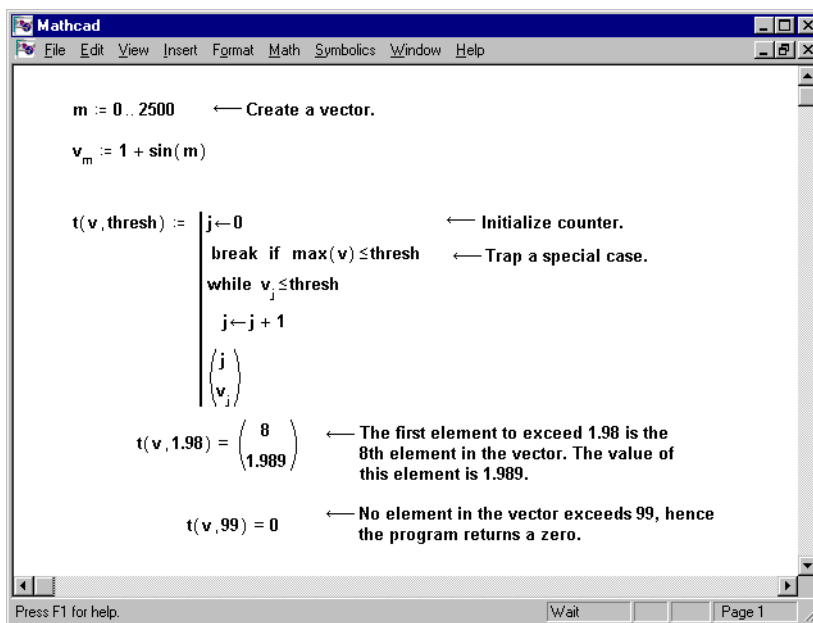 Mathcad
File Edit View Insert Format Math Symbolics Window Help
m := 0 .. 2500 ← Create a vector.
v_m := 1 + sin(m)
t(v,thresh) := j←0 ← Initialize counter.
break if max(v) ≤thresh ← Trap a special case.
while v_j ≤thresh
j←j + 1
(j
v_j)
t(v,1.98) = (8
1.989) ← The first element to exceed 1.98 is the
8th element in the vector. The value of
this element is 1.989.
t(v,99) = 0 ← No element in the vector exceeds 99, hence
the program returns a zero.
Press F1 for help. Wait Page 1